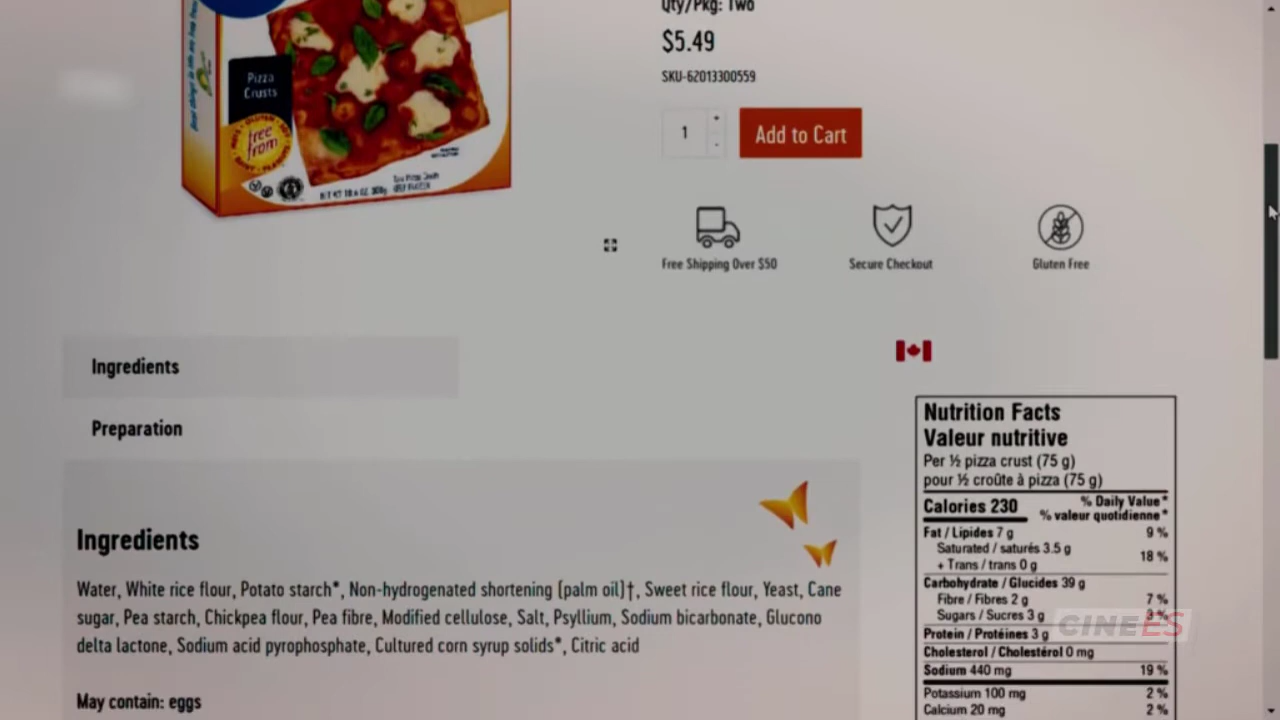 Qty/Pkg: Two
$5.49
SKU-62013300559
1
Add to Cart
Pizza
Crusts
free
from
Free Shipping Over $50
Secure Checkout
Gluten Free
Ingredients
Preparation
Ingredients
Water, White rice flour, Potato starch*, Non-hydrogenated shortening (palm oil)†, Sweet rice flour, Yeast, Cane
sugar, Pea starch, Chickpea flour, Pea fibre, Modified cellulose, Salt, Psyllium, Sodium bicarbonate, Glucono
delta lactone, Sodium acid pyrophosphate, Cultured corn syrup solids*, Citric acid
May contain: eggs
Nutrition Facts
Valeur nutritive
Per ½ pizza crust (75 g)
pour ½ croûte à pizza (75 g)
Calories 230
% Daily Value*
% valeur quotidienne*
Fat / Lipides 7 g 9 %
Saturated / saturés 3.5 g
+ Trans / trans 0 g 18 %
Carbohydrate / Glucides 39 g
Fibre / Fibres 2 g 7 %
Sugars / Sucres 3 g 3 %
Protein / Protéines 3 g
Cholesterol / Cholestérol 0 mg
Sodium 440 mg 19 %
Potassium 100 mg 2 %
Calcium 20 mg 2 %
CINEES